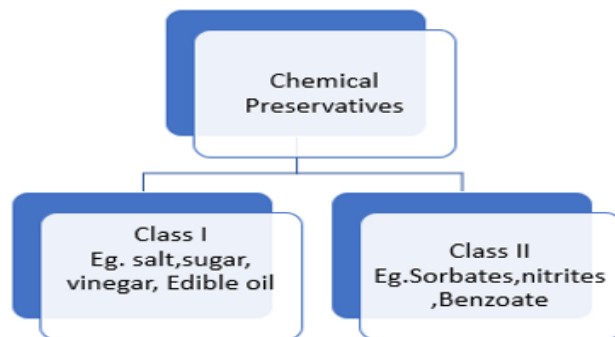 Chemical
Preservatives
Class I
Eg. salt,sugar,
vinegar, Edible oil
Class II
Eg.Sorbates,nitrites
,Benzoate